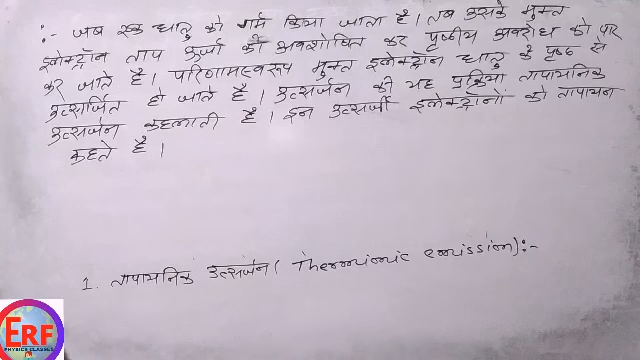 :- जब एक धातु को गर्म किया जाता है। तब उसके मुक्त
इलेक्ट्रॉन ताप ऊर्जा को अवशोषित कर पृष्ठीय अवरोध को पार
कर जाते है। परिणामस्वरूप मुक्त इलेक्ट्रॉन धातु के पृष्ठ से
उत्सर्जित हो जाते है। उत्सर्जन की यह प्रक्रिया तापायनिक
उत्सर्जन कहलाती है। इन उत्सर्जी इलेक्ट्रोनों को तापायन
कहते है।
1. तापायनिक उत्सर्जन ( Thermionic emission):-
ERF
PHYSICS CLASSES